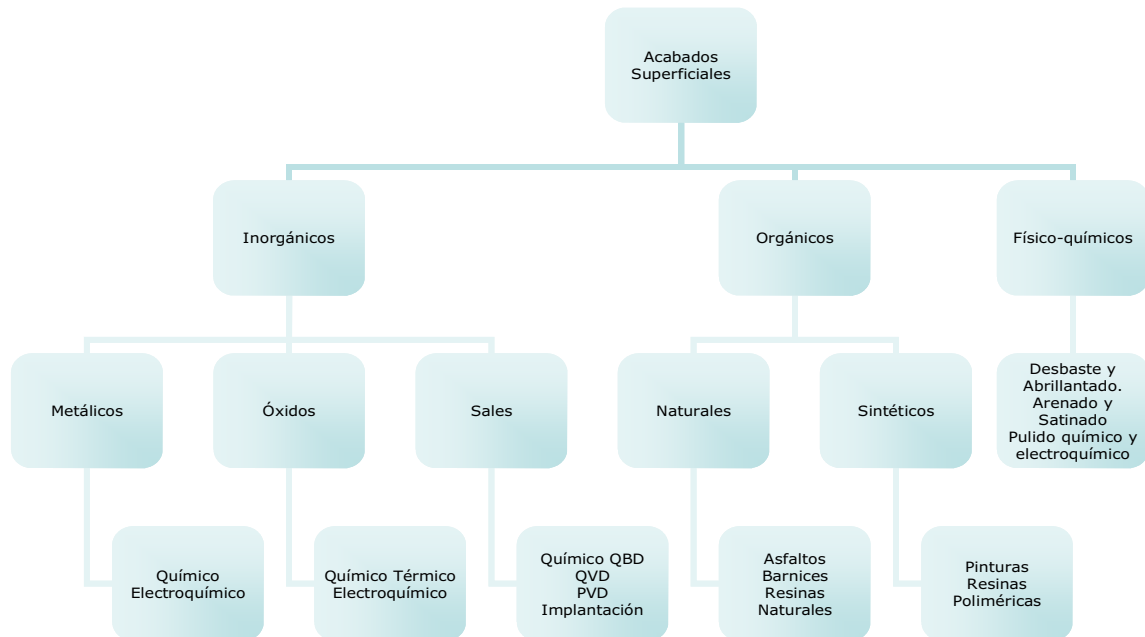 Acabados
Superficiales
Inorgánicos
Orgánicos
Físico-químicos
Metálicos
Óxidos
Sales
Naturales
Sintéticos
Desbaste y
Abrillantado.
Arenado y
Satinado
Pulido químico y
electroquímico
Químico
Electroquímico
Químico Térmico
Electroquímico
Químico QBD
QVD
PVD
Implantación
Asfaltos
Barnices
Resinas
Naturales
Pinturas
Resinas
Poliméricas